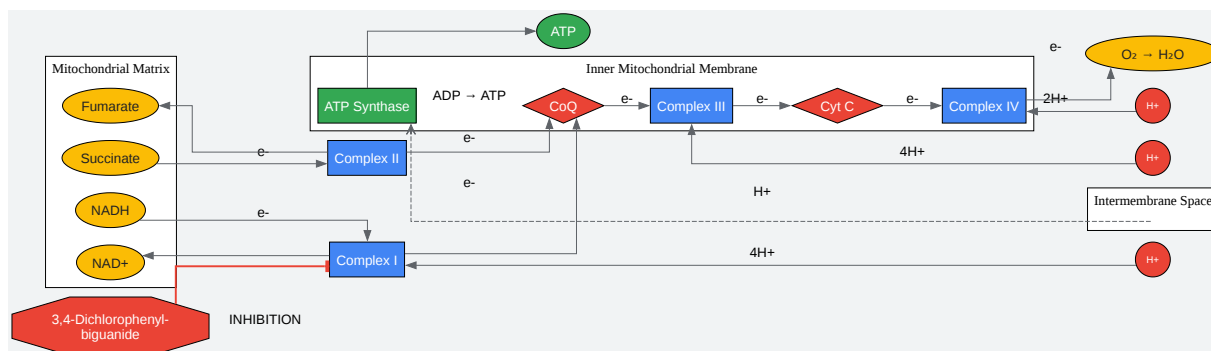 ATP
e-
O₂ → H₂O
Mitochondrial Matrix
Inner Mitochondrial Membrane
Fumarate
ATP Synthase
ADP → ATP
CoQ
e-
Complex III
e-
Cyt C
e-
Complex IV
2H+
H+
Succinate
e-
Complex II
e-
4H+
H+
e-
H+
Intermembrane Space
NADH
e-
NAD+
Complex I
4H+
H+
3,4-Dichlorophenyl-
biguanide
INHIBITION